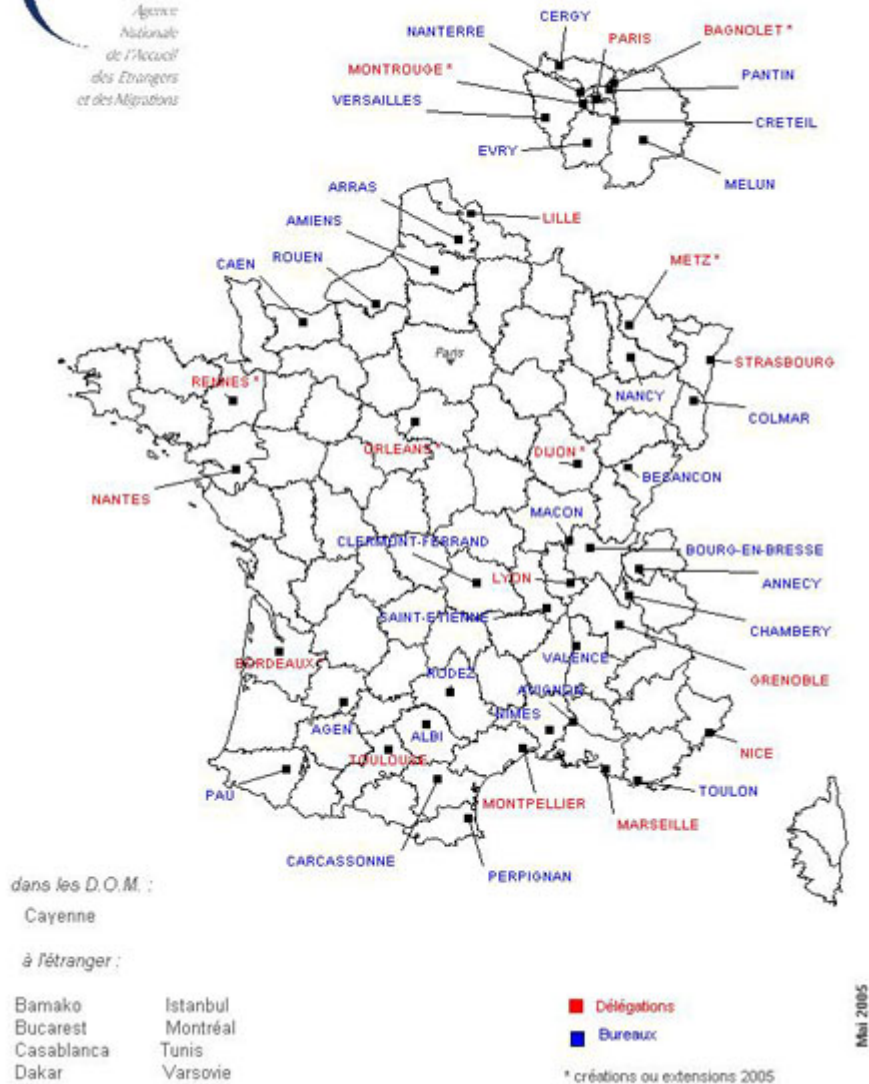 Agence
Nationale
de l'Accueil
des Etrangers
et des Migrations
CERGY
NANTERRE
PARIS
BAGNOLET *
MONTROUGE *
PANTIN
VERSAILLES
CRETEIL
EVRY
MELUN
ARRAS
LILLE
AMIENS
ROUEN
CAEN
METZ *
Paris
STRASBOURG
RENNES *
NANCY
COLMAR
ORLEANS *
DIJON *
BESANCON
NANTES
MACON
CLERMONT-FERRAND
BOURG-EN-BRESSE
LYON
ANNECY
SAINT-ETIENNE
CHAMBERY
VALENCE
BORDEAUX
RODEZ
GRENOBLE
AVIGNON
NIMES
AGEN
ALBI
TOULOUSE
NICE
PAU
TOULON
MONTPELLIER
MARSEILLE
CARCASSONNE
PERPIGNAN
dans les D.O.M. :
Cayenne
à l'étranger :
Bamako Istanbul
Bucarest Montréal
Casablanca Tunis
Dakar Varsovie
Délégations
Bureaux
* créations ou extensions 2005
Mai 2005